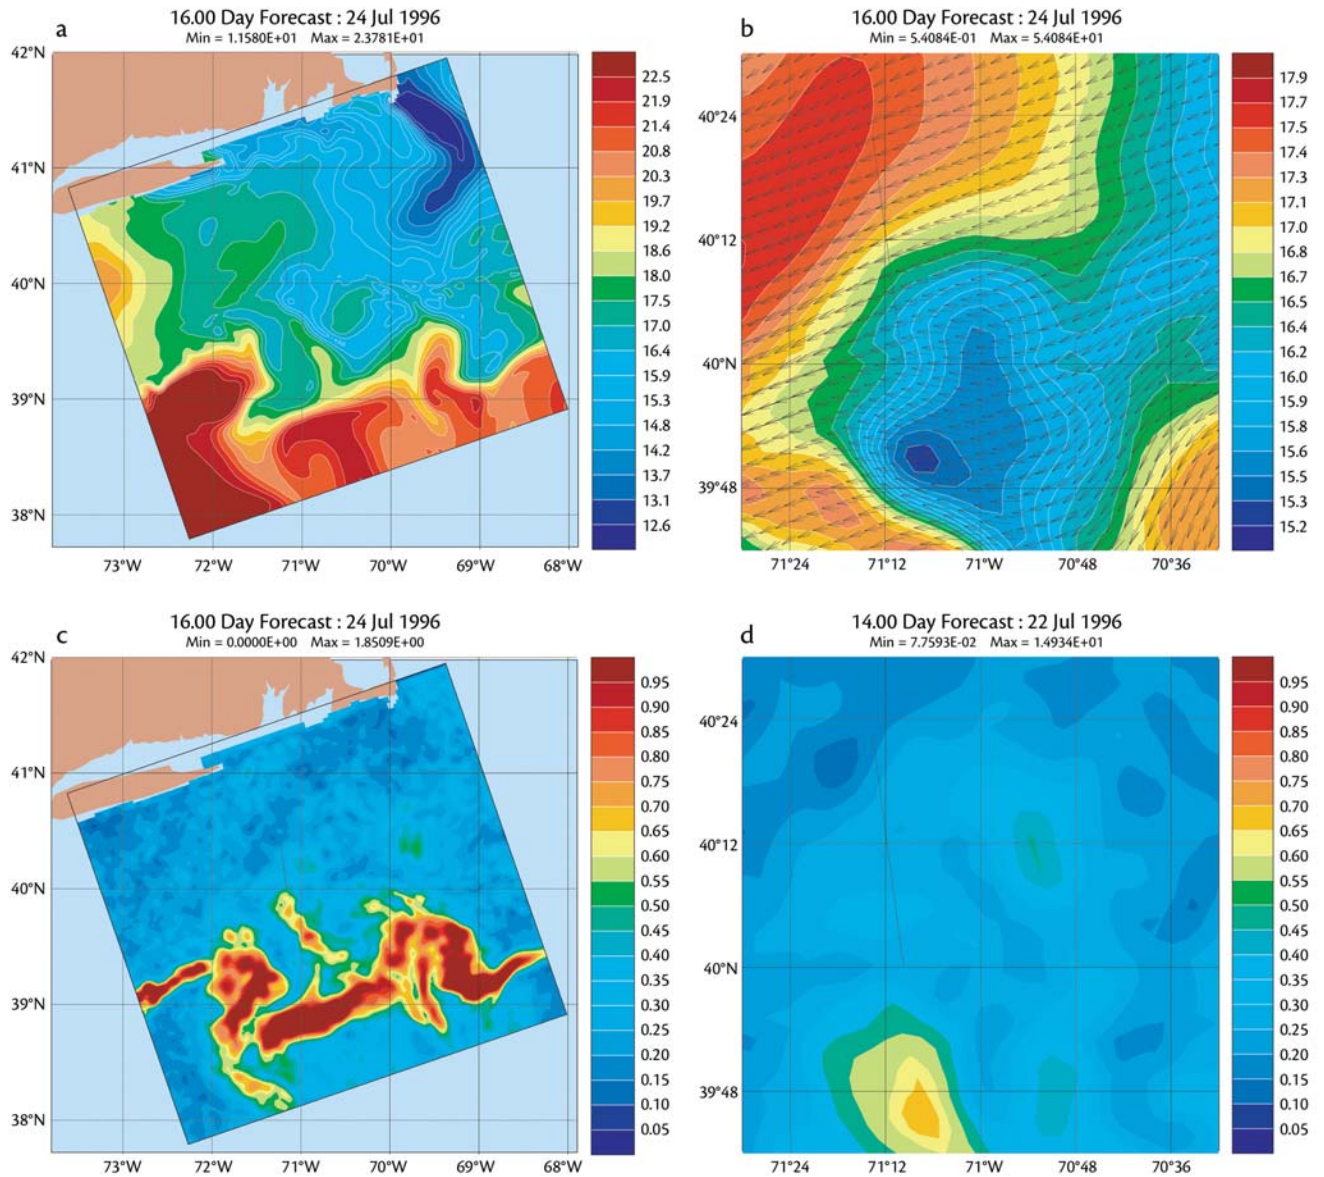 a
16.00 Day Forecast : 24 Jul 1996
Min = 1.1580E+01 Max = 2.3781E+01
42°N
41°N
40°N
39°N
38°N
73°W 72°W 71°W 70°W 69°W 68°W
22.5
21.9
21.4
20.8
20.3
19.7
19.2
18.6
18.0
17.5
17.0
16.4
15.9
15.3
14.8
14.2
13.7
13.1
12.6
b
16.00 Day Forecast : 24 Jul 1996
Min = 5.4084E-01 Max = 5.4084E+01
40°24
40°12
40°N
39°48
71°24 71°12 71°W 70°48 70°36
17.9
17.7
17.5
17.4
17.3
17.1
17.0
16.8
16.7
16.5
16.4
16.2
16.0
15.9
15.8
15.6
15.5
15.3
15.2
c
16.00 Day Forecast : 24 Jul 1996
Min = 0.0000E+00 Max = 1.8509E+00
42°N
41°N
40°N
39°N
38°N
73°W 72°W 71°W 70°W 69°W 68°W
0.95
0.90
0.85
0.80
0.75
0.70
0.65
0.60
0.55
0.50
0.45
0.40
0.35
0.30
0.25
0.20
0.15
0.10
0.05
d
14.00 Day Forecast : 22 Jul 1996
Min = 7.7593E-02 Max = 1.4934E+01
40°24
40°12
40°N
39°48
71°24 71°12 71°W 70°48 70°36
0.95
0.90
0.85
0.80
0.75
0.70
0.65
0.60
0.55
0.50
0.45
0.40
0.35
0.30
0.25
0.20
0.15
0.10
0.05